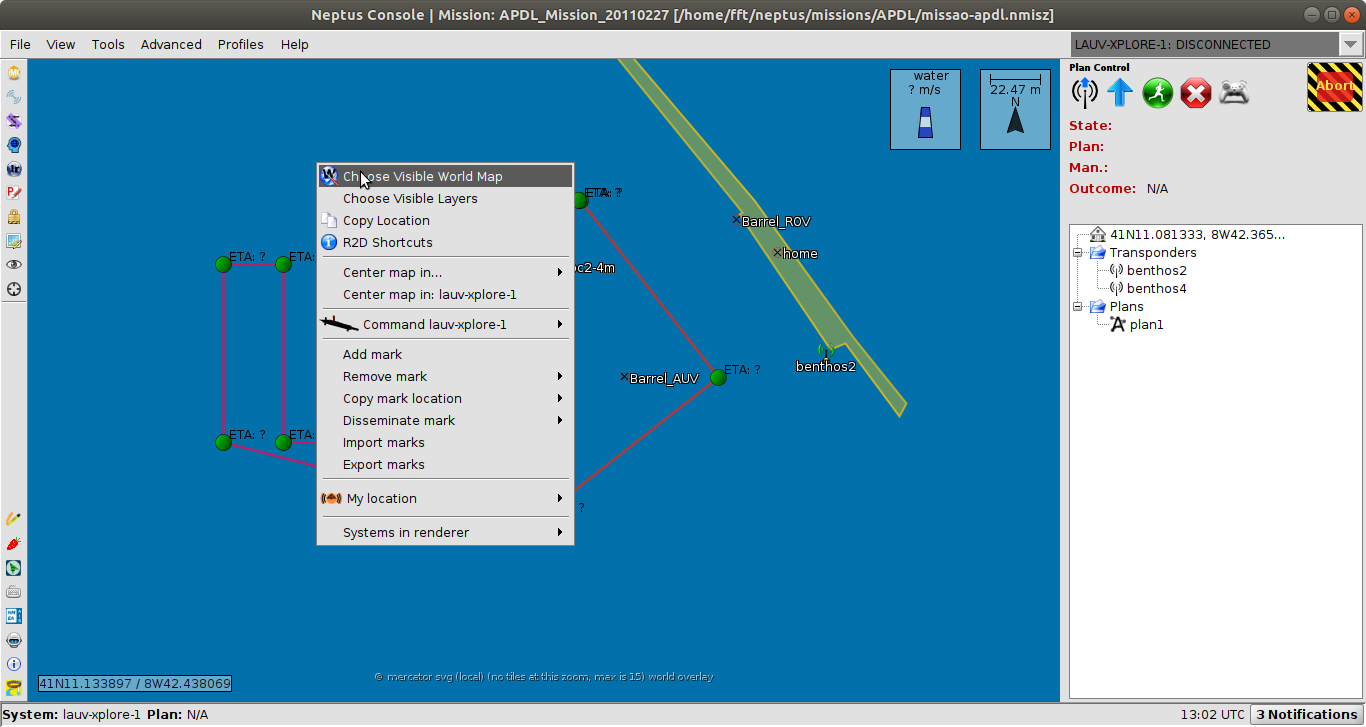 Neptus Console | Mission: APDL_Mission_20110227 [/home/fft/neptus/missions/APDL/missao-apdl.nmisz]
File View Tools Advanced Profiles Help
LAUV-XPLORE-1: DISCONNECTED
Plan Control
Abort
State:
Plan:
Man.:
Outcome: N/A
41N11.081333, 8W42.365...
Transponders
benthos2
benthos4
Plans
plan1
water
? m/s
22.47 m
N
Choose Visible World Map
Choose Visible Layers
Copy Location
R2D Shortcuts
Center map in...
Center map in: lauv-xplore-1
Command lauv-xplore-1
Add mark
Remove mark
Copy mark location
Disseminate mark
Import marks
Export marks
My location
Systems in renderer
ETA: ?
ETA:
ETA: ?
Barrel_ROV
home
oc2-4m
benthos2
Barrel_AUV
ETA: ?
ETA: ?
ETA:
?
© mercator svg (local) (no tiles at this zoom, max is 15) world overlay
41N11.133897 / 8W42.438069
System: lauv-xplore-1 Plan: N/A
13:02 UTC
3 Notifications